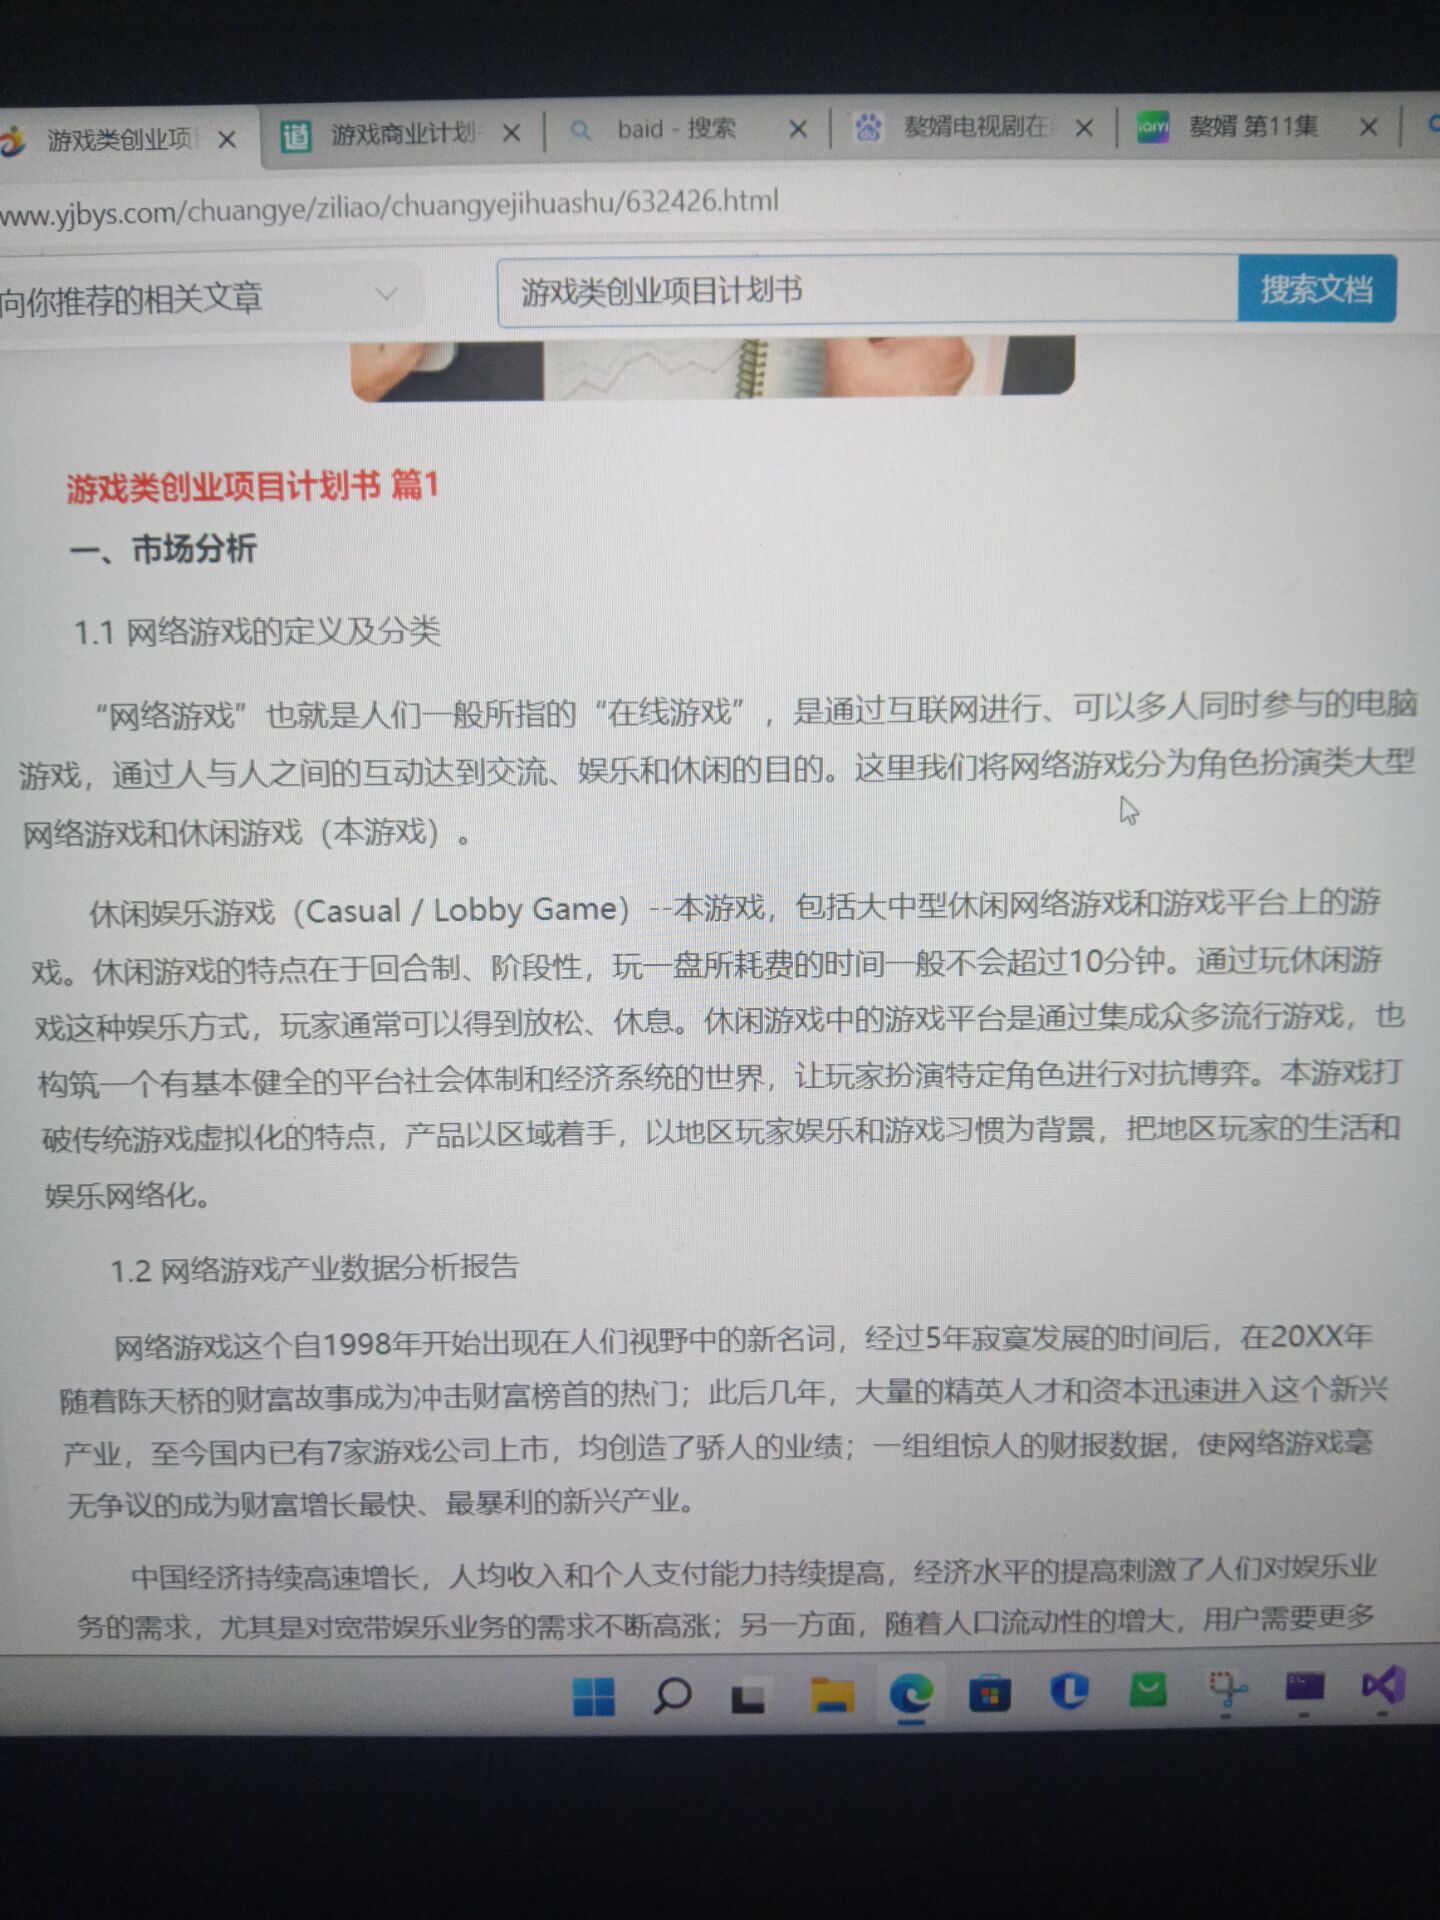 游戏类创业项
游戏商业计划
baid - 搜索
整婿电视剧在
iQIYI
整婿 第11集
www.yjbys.com/chuangye/ziliao/chuangyejihuashu/632426.html
向你推荐的相关文章
游戏类创业项目计划书
搜索文档
游戏类创业项目计划书 篇1
一、市场分析
1.1 网络游戏的定义及分类
“网络游戏”也就是人们一般所指的“在线游戏”，是通过互联网进行、可以多人同时参与的电脑
游戏，通过人与人之间的互动达到交流、娱乐和休闲的目的。这里我们将网络游戏分为角色扮演类大型
网络游戏和休闲游戏（本游戏）。
休闲娱乐游戏（Casual / Lobby Game）--本游戏，包括大中型休闲网络游戏和游戏平台上的游
戏。休闲游戏的特点在于回合制、阶段性，玩一盘所耗费的时间一般不会超过10分钟。通过玩休闲游
戏这种娱乐方式，玩家通常可以得到放松、休息。休闲游戏中的游戏平台是通过集成众多流行游戏，也
构筑一个有基本健全的平台社会体制和经济系统的世界，让玩家扮演特定角色进行对抗博弈。本游戏打
破传统游戏虚拟化的特点，产品以区域着手，以地区玩家娱乐和游戏习惯为背景，把地区玩家的生活和
娱乐网络化。
1.2 网络游戏产业数据分析报告
网络游戏这个自1998年开始出现在人们视野中的新名词，经过5年寂寞发展的时间后，在20XX年
随着陈天桥的财富故事成为冲击财富榜首的热门；此后几年，大量的精英人才和资本迅速进入这个新兴
产业，至今国内已有7家游戏公司上市，均创造了骄人的业绩；一组组惊人的财报数据，使网络游戏毫
无争议的成为财富增长最快、最暴利的新兴产业。
中国经济持续高速增长，人均收入和个人支付能力持续提高，经济水平的提高刺激了人们对娱乐业
务的需求，尤其是对宽带娱乐业务的需求不断高涨；另一方面，随着人口流动性的增大，用户需要更多